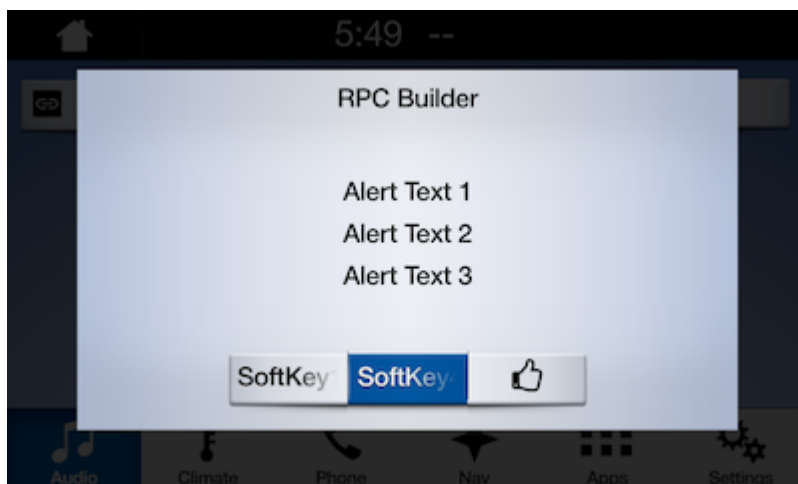 5:49 --
RPC Builder
Alert Text 1
Alert Text 2
Alert Text 3
SoftKey SoftKey
Audio Climate Phone Nav Apps Settings